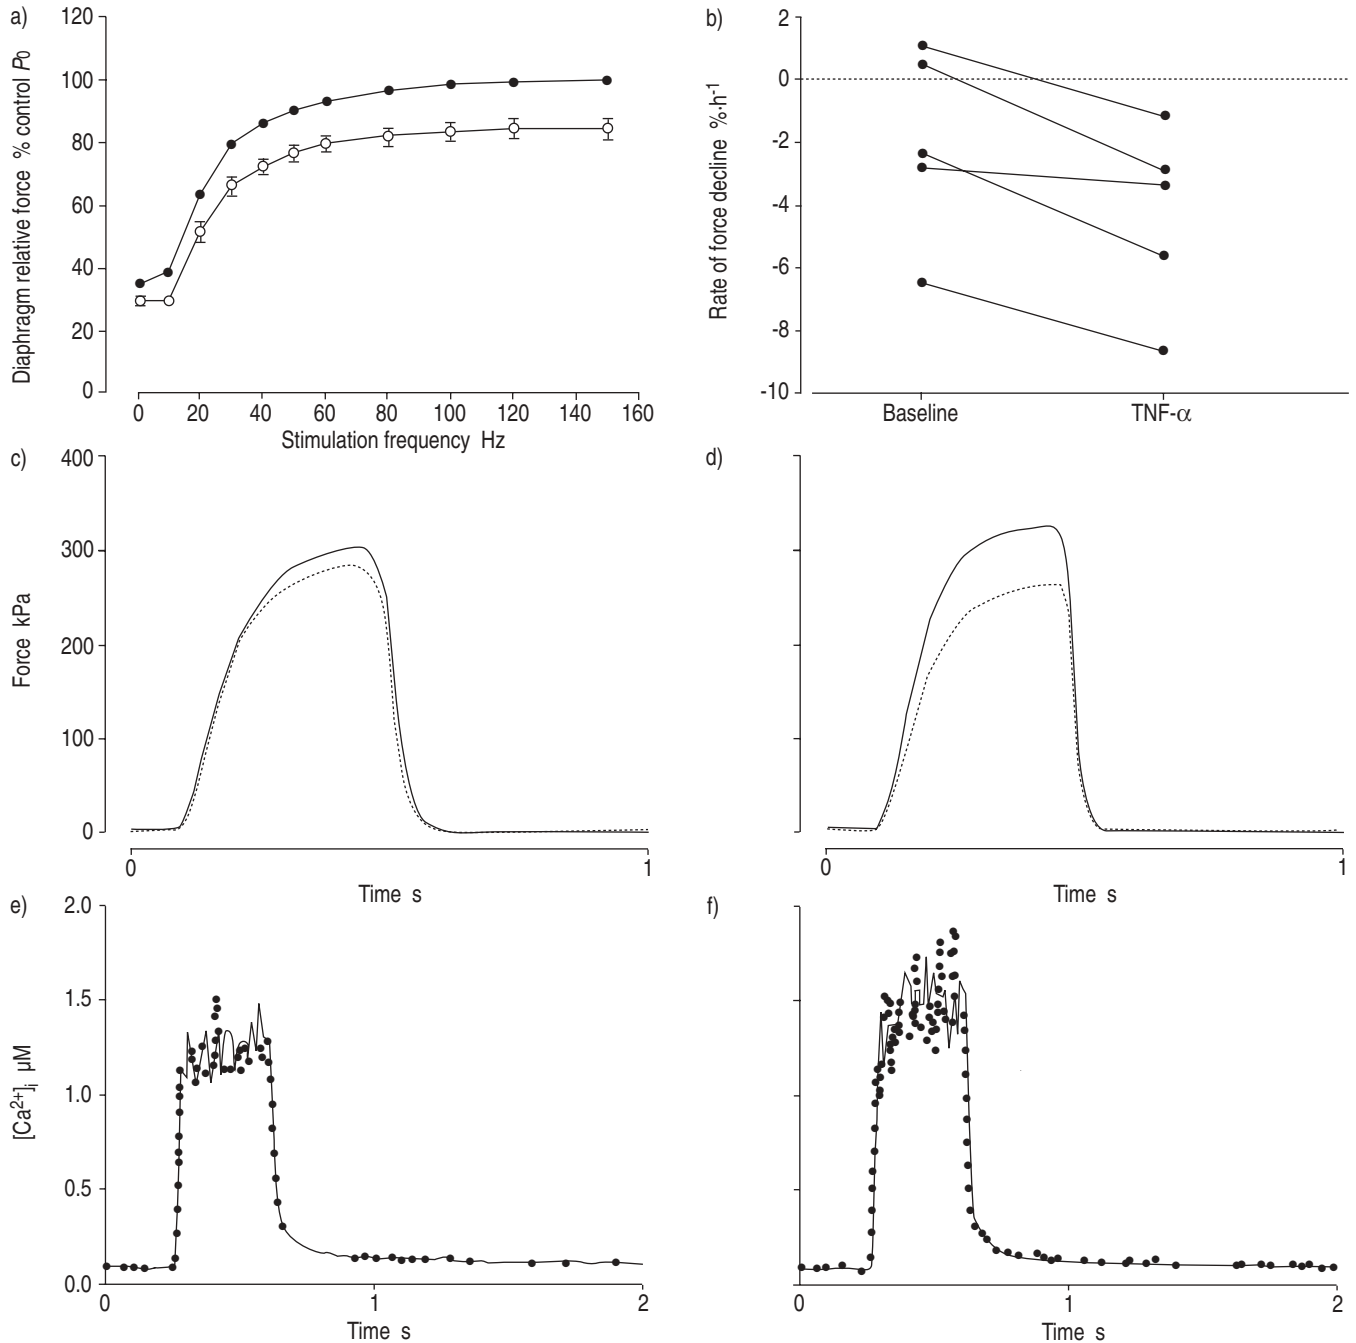 a)
120
100
80
60
40
20
0
Diaphragm relative force % control P0
0 20 40 60 80 100 120 140 160
Stimulation frequency Hz
b)
2
0
-2
-4
-6
-8
-10
Rate of force decline %·h-1
Baseline TNF-α
c)
400
300
200
100
0
Force kPa
0 1
Time s
d)
0 1
Time s
e)
2.0
1.5
1.0
0.5
0.0
[Ca2+]i µM
0 1 2
Time s
f)
0 1 2
Time s